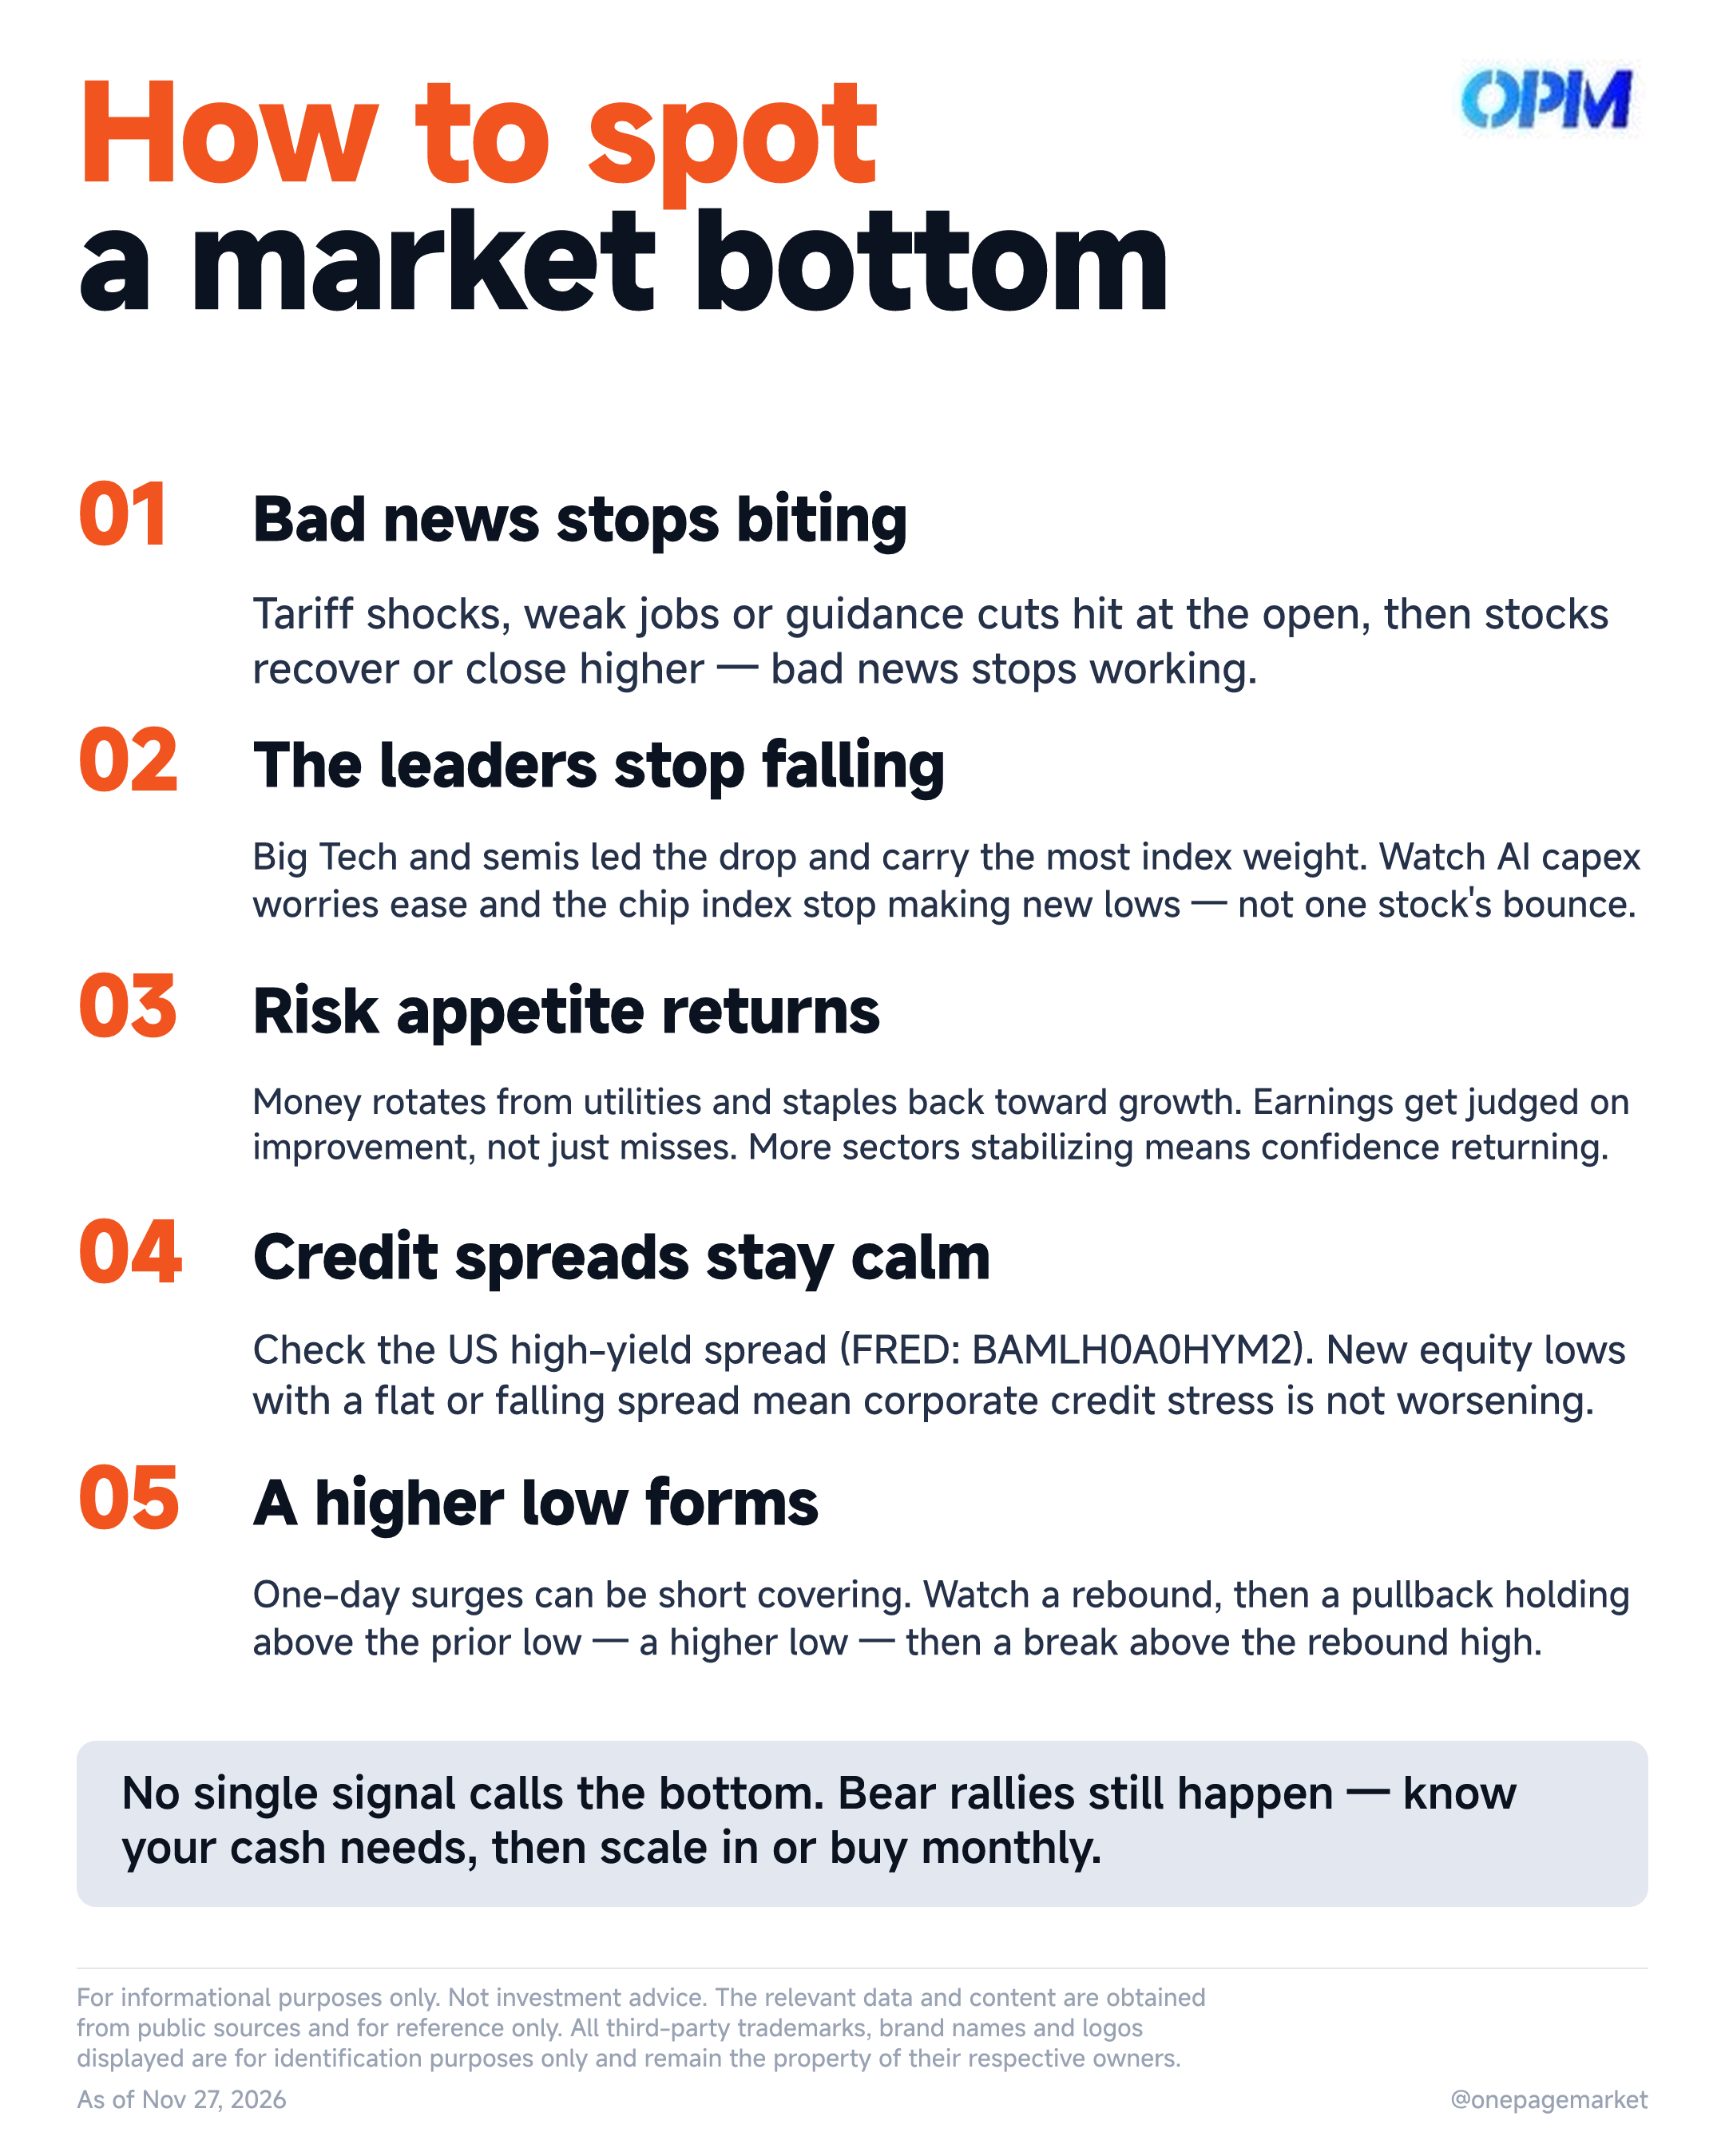 How to spot
OPM
a market bottom
01
Bad news stops biting
Tariff shocks, weak jobs or guidance cuts hit at the open, then stocks
recover or close higher — bad news stops working.
02
The leaders stop falling
Big Tech and semis led the drop and carry the most index weight. Watch AI capex
worries ease and the chip index stop making new lows — not one stock's bounce.
03
Risk appetite returns
Money rotates from utilities and staples back toward growth. Earnings get judged on
improvement, not just misses. More sectors stabilizing means confidence returning.
04
Credit spreads stay calm
Check the US high-yield spread (FRED: BAMLH0A0HYM2). New equity lows
with a flat or falling spread mean corporate credit stress is not worsening.
05
A higher low forms
One-day surges can be short covering. Watch a rebound, then a pullback holding
above the prior low — a higher low — then a break above the rebound high.
No single signal calls the bottom. Bear rallies still happen — know
your cash needs, then scale in or buy monthly.
For informational purposes only. Not investment advice. The relevant data and content are obtained
from public sources and for reference only. All third-party trademarks, brand names and logos
displayed are for identification purposes only and remain the property of their respective owners.
As of Nov 27, 2026
@onepagemarket